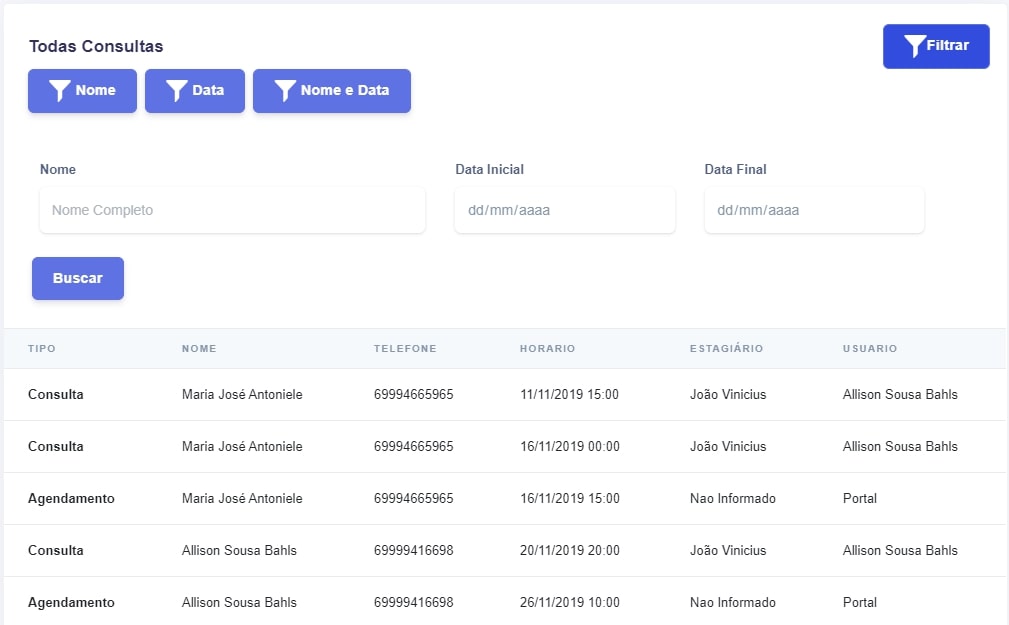 Todas Consultas
Filtrar
Nome Data Nome e Data
Nome Data Inicial Data Final
Nome Completo dd/mm/aaaa dd/mm/aaaa
Buscar
TIPO NOME TELEFONE HORARIO ESTAGIÁRIO USUARIO
Consulta Maria José Antoniele 69994665965 11/11/2019 15:00 João Vinicius Allison Sousa Bahls
Consulta Maria José Antoniele 69994665965 16/11/2019 00:00 João Vinicius Allison Sousa Bahls
Agendamento Maria José Antoniele 69994665965 16/11/2019 15:00 Nao Informado Portal
Consulta Allison Sousa Bahls 69999416698 20/11/2019 20:00 João Vinicius Allison Sousa Bahls
Agendamento Allison Sousa Bahls 69999416698 26/11/2019 10:00 Nao Informado Portal